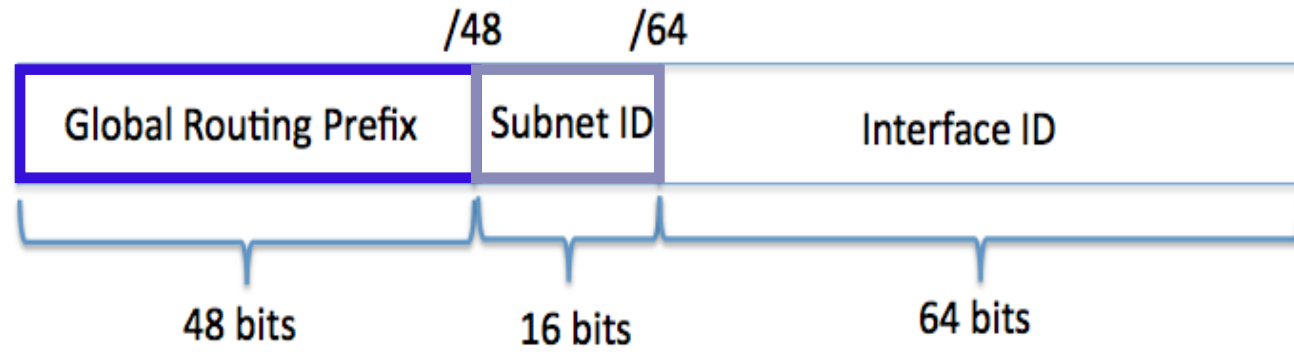 /48 /64
Global Routing Prefix Subnet ID Interface ID
48 bits 16 bits 64 bits